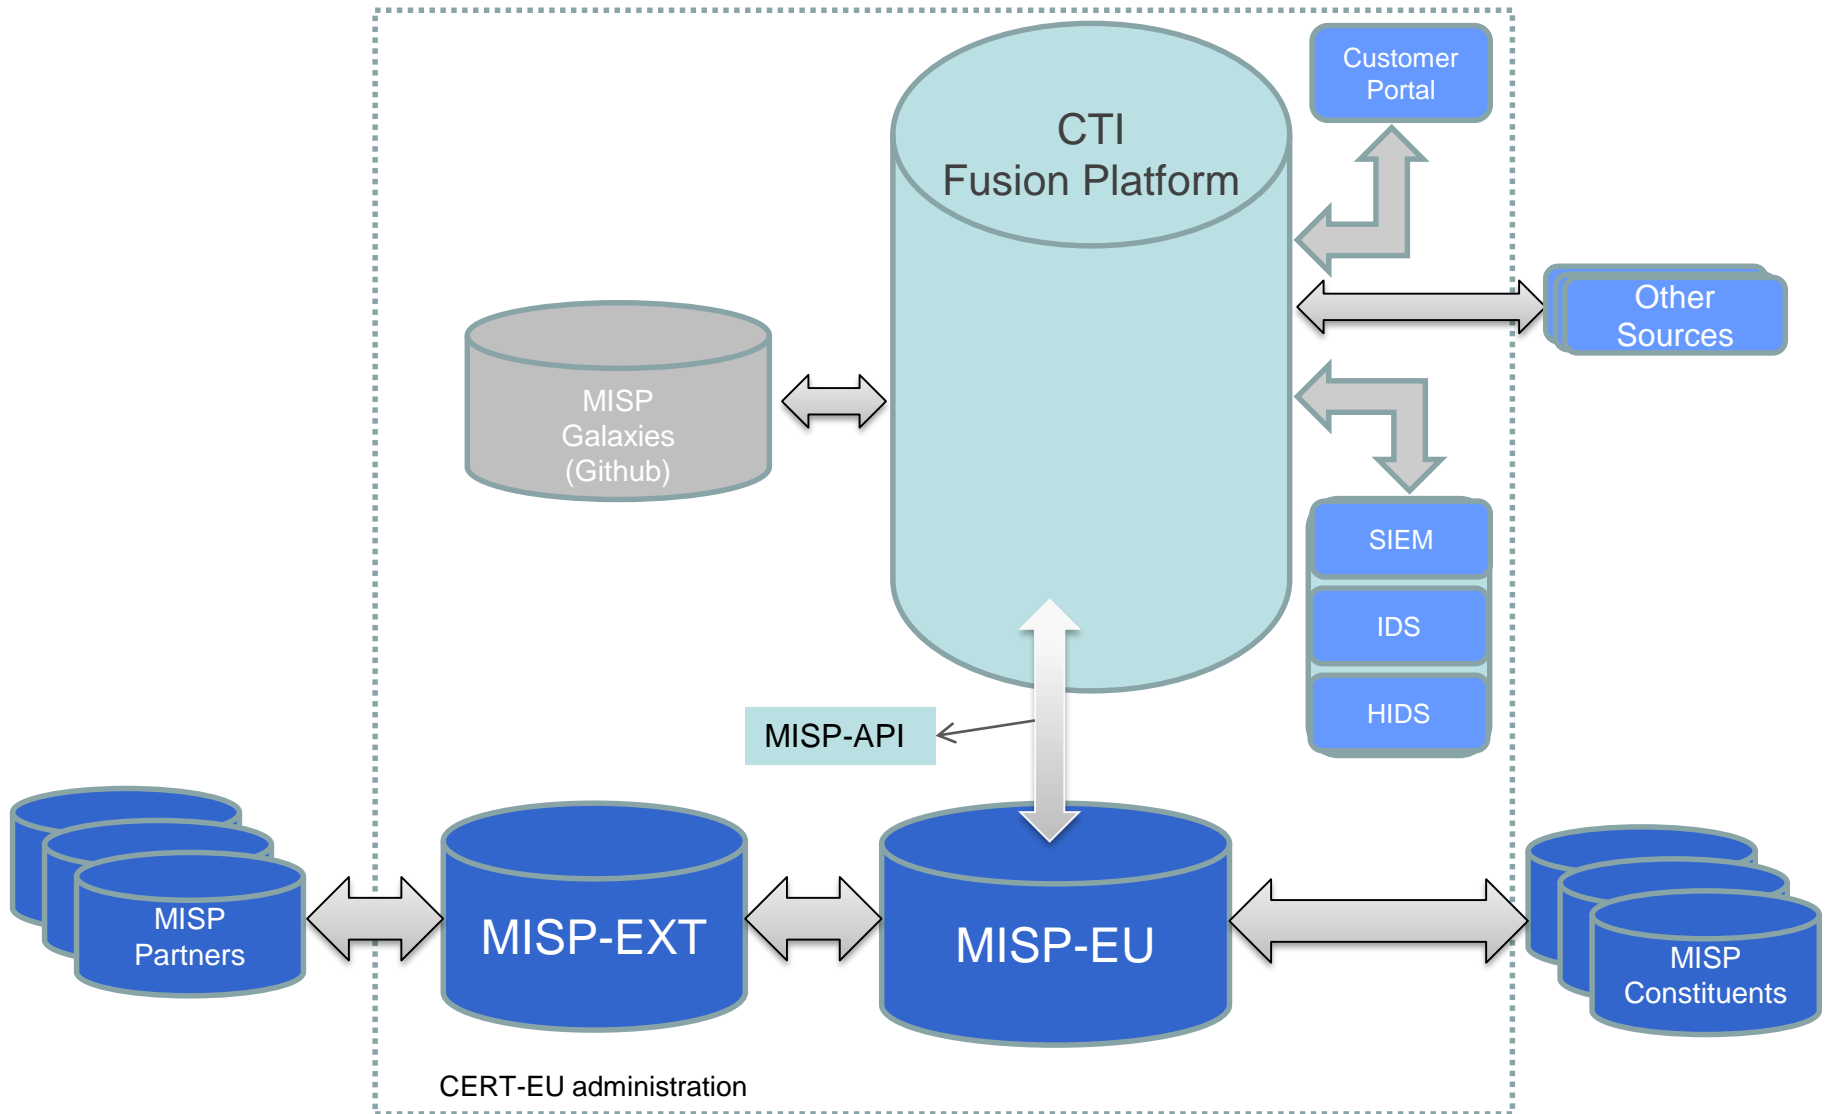 Customer
Portal
CTI
Fusion Platform
Other
Sources
MISP
Galaxies
(Github)
SIEM
IDS
HIDS
MISP-API
MISP
Partners
MISP-EXT
MISP-EU
MISP
Constituents
CERT-EU administration